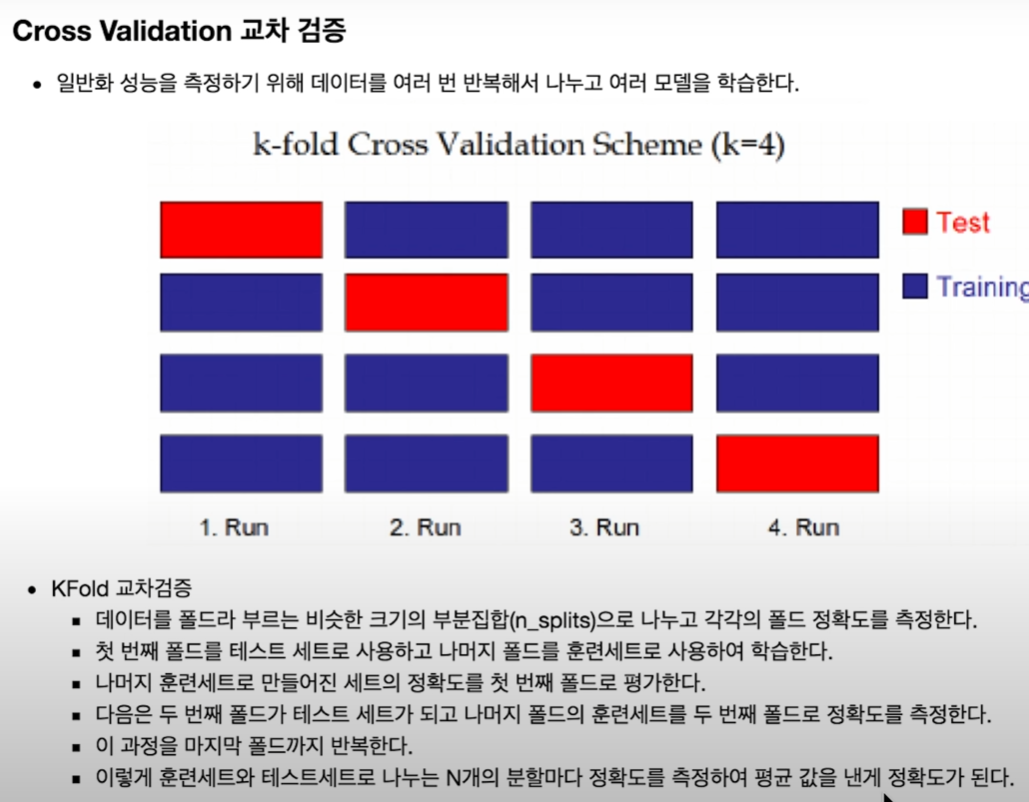 Cross Validation 교차 검증
• 일반화 성능을 측정하기 위해 데이터를 여러 번 반복해서 나누고 여러 모델을 학습한다.
k-fold Cross Validation Scheme (k=4)
Test
Training
1. Run 2. Run 3. Run 4. Run
• KFold 교차검증
▪ 데이터를 폴드라 부르는 비슷한 크기의 부분집합(n_splits)으로 나누고 각각의 폴드 정확도를 측정한다.
▪ 첫 번째 폴드를 테스트 세트로 사용하고 나머지 폴드를 훈련세트로 사용하여 학습한다.
▪ 나머지 훈련세트로 만들어진 세트의 정확도를 첫 번째 폴드로 평가한다.
▪ 다음은 두 번째 폴드가 테스트 세트가 되고 나머지 폴드의 훈련세트를 두 번째 폴드로 정확도를 측정한다.
▪ 이 과정을 마지막 폴드까지 반복한다.
▪ 이렇게 훈련세트와 테스트세트로 나누는 N개의 분할마다 정확도를 측정하여 평균 값을 낸게 정확도가 된다.